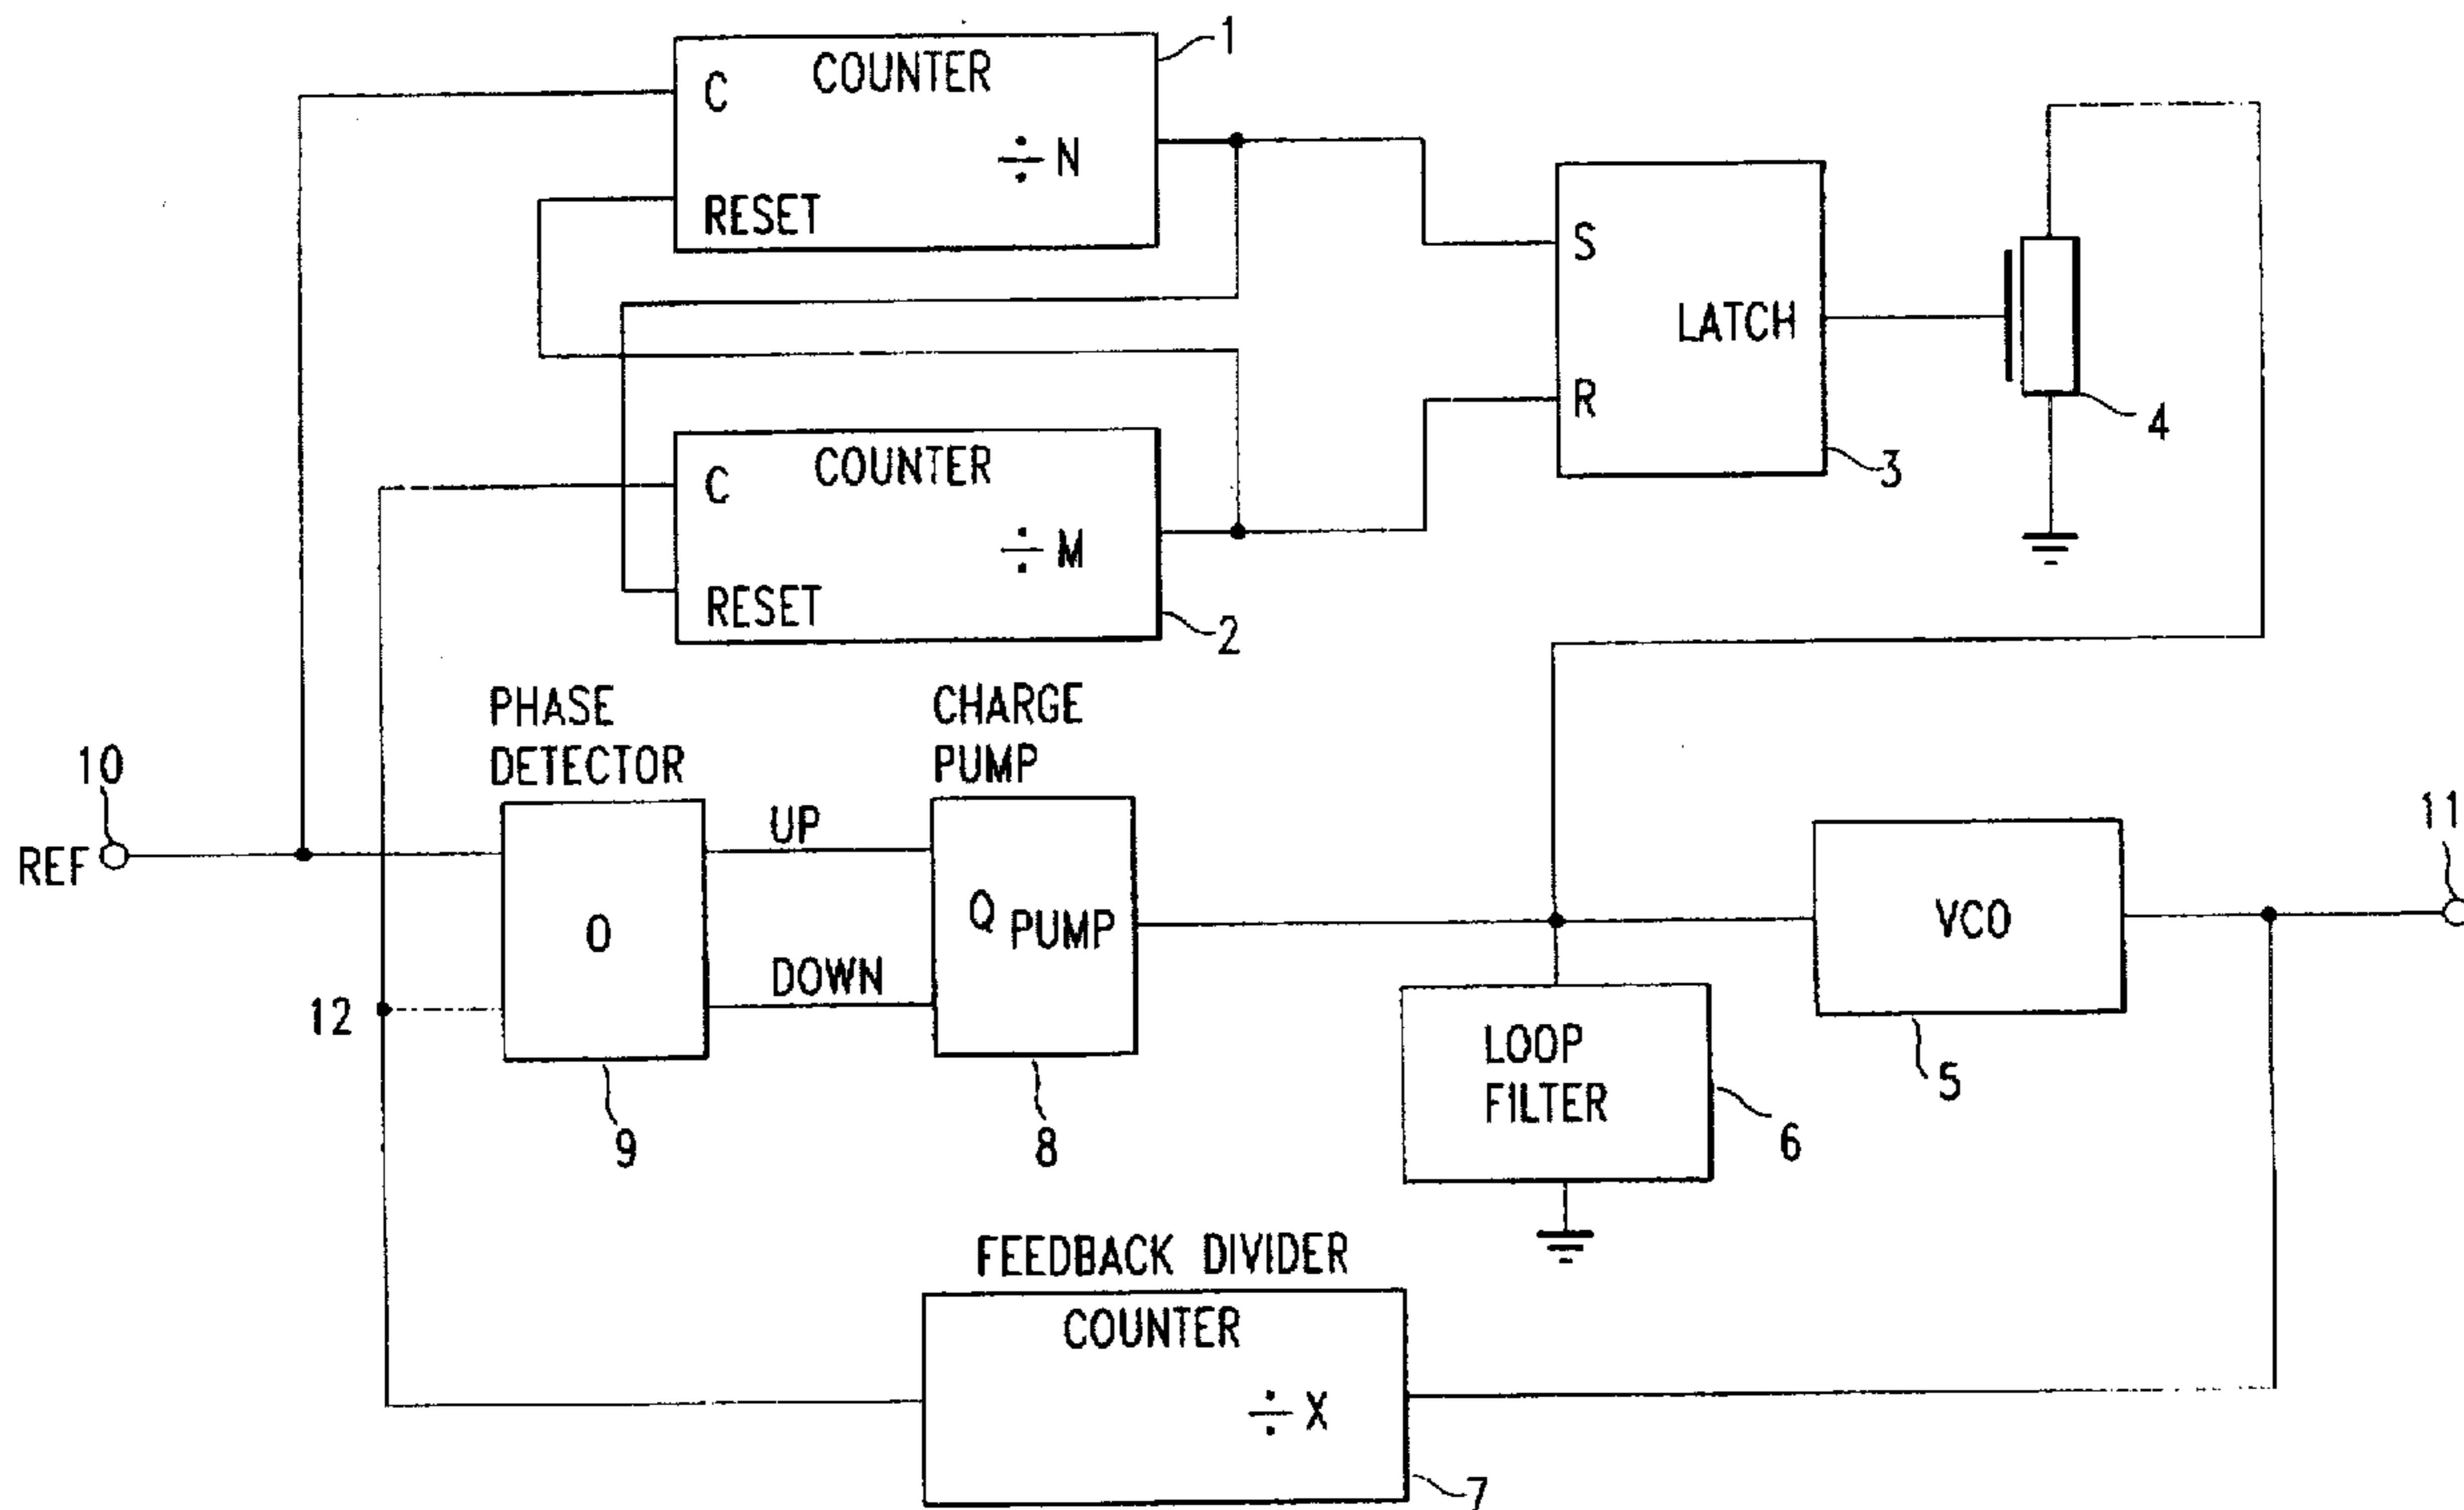 1
COUNTER
C
÷N
RESET
S
LATCH
R
4
3
COUNTER
C
÷M
RESET
2
PHASE
DETECTOR
CHARGE
PUMP
10
REF
UP
O
Q PUMP
DOWN
12
9
8
VCO
11
5
LOOP
FILTER
6
FEEDBACK DIVIDER
COUNTER
÷X
7